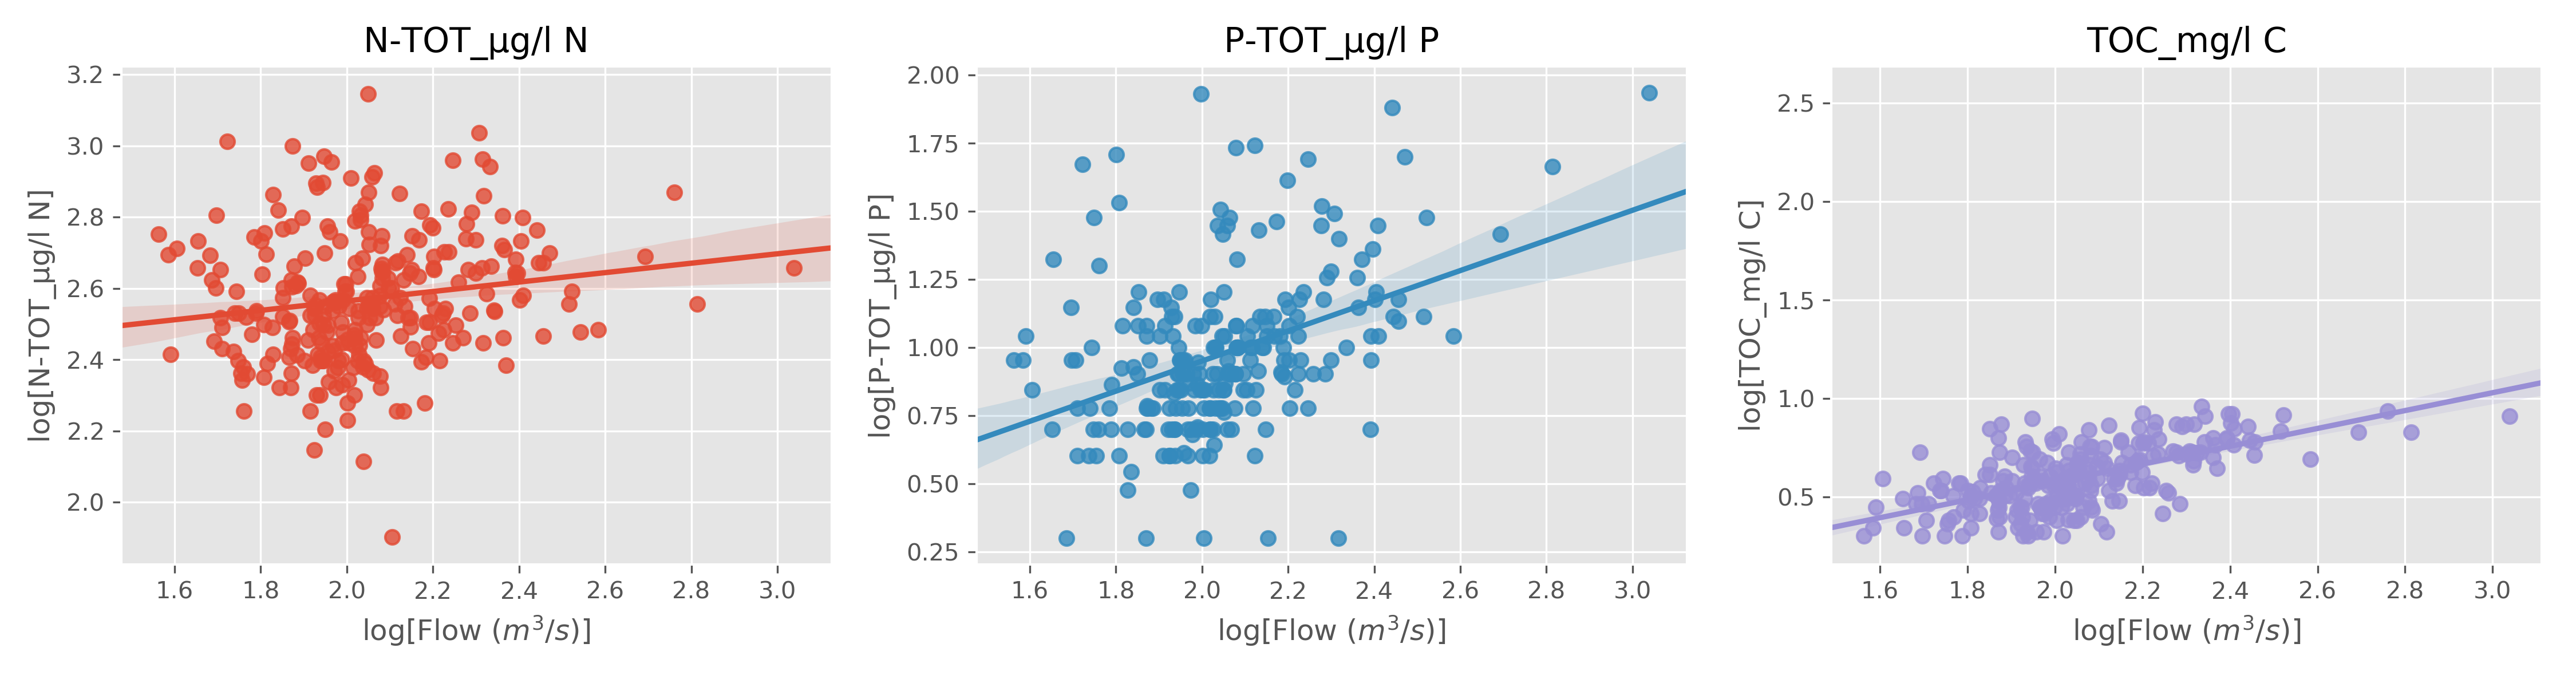 N-TOT_µg/l N
log[N-TOT_µg/l N]
3.2
3.0
2.8
2.6
2.4
2.2
2.0
1.6 1.8 2.0 2.2 2.4 2.6 2.8 3.0
log[Flow (m³/s)]
P-TOT_µg/l P
log[P-TOT_µg/l P]
2.00
1.75
1.50
1.25
1.00
0.75
0.50
0.25
1.6 1.8 2.0 2.2 2.4 2.6 2.8 3.0
log[Flow (m³/s)]
TOC_mg/l C
log[TOC_mg/l C]
2.5
2.0
1.5
1.0
0.5
1.6 1.8 2.0 2.2 2.4 2.6 2.8 3.0
log[Flow (m³/s)]